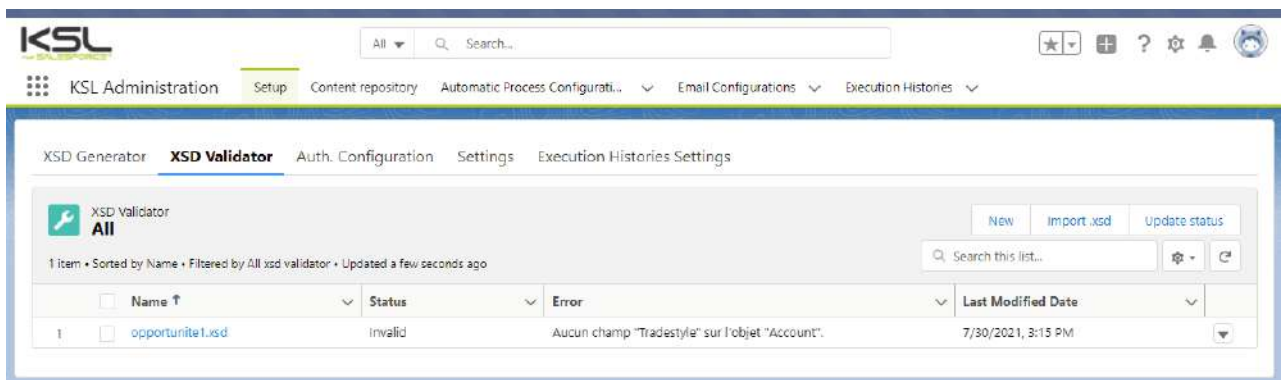 KSL
FOR SALESFORCE
All Search...
KSL Administration Setup Content repository Automatic Process Configurati... Email Configurations Execution Histories
XSD Generator XSD Validator Auth. Configuration Settings Execution Histories Settings
XSD Validator
All
New Import .xsd Update status
1 item • Sorted by Name • Filtered by All xsd validator • Updated a few seconds ago
Search this list...
Name ↑ Status Error Last Modified Date
1 opportunite1.xsd Invalid Aucun champ "Tradestyle" sur l'objet "Account". 7/30/2021, 3:15 PM